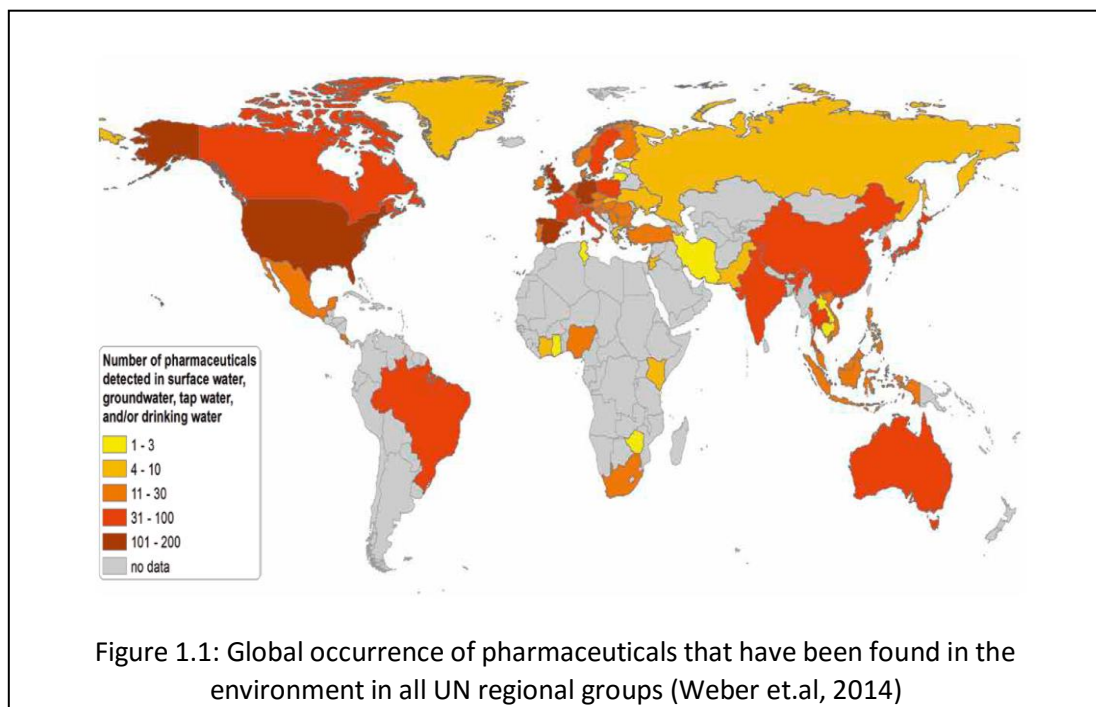 Number of pharmaceuticals
detected in surface water,
groundwater, tap water,
and/or drinking water
1 - 3
4 - 10
11 - 30
31 - 100
101 - 200
no data
Figure 1.1: Global occurrence of pharmaceuticals that have been found in the
environment in all UN regional groups (Weber et.al, 2014)